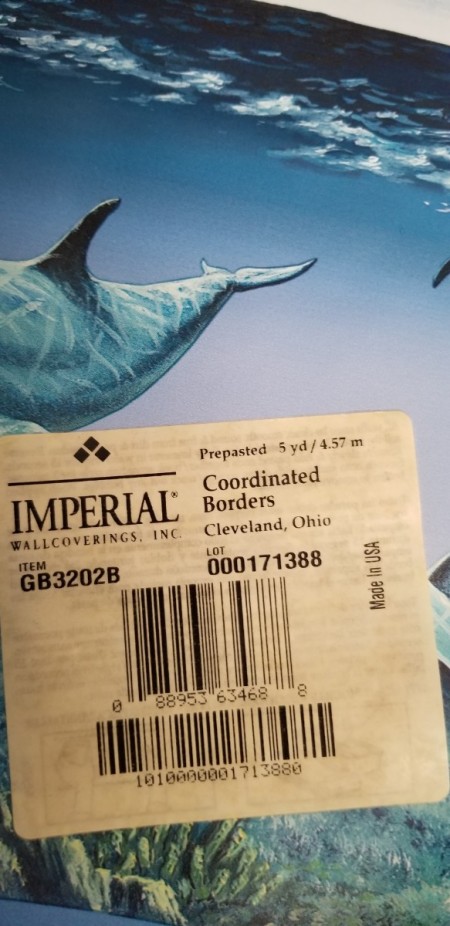 Prepasted 5 yd / 4.57 m
Coordinated
Borders
Cleveland, Ohio
IMPERIAL®
WALLCOVERINGS, INC.
ITEM
GB3202B
LOT
000171388
Made in USA
0 88953 63468 8
1010000001713880